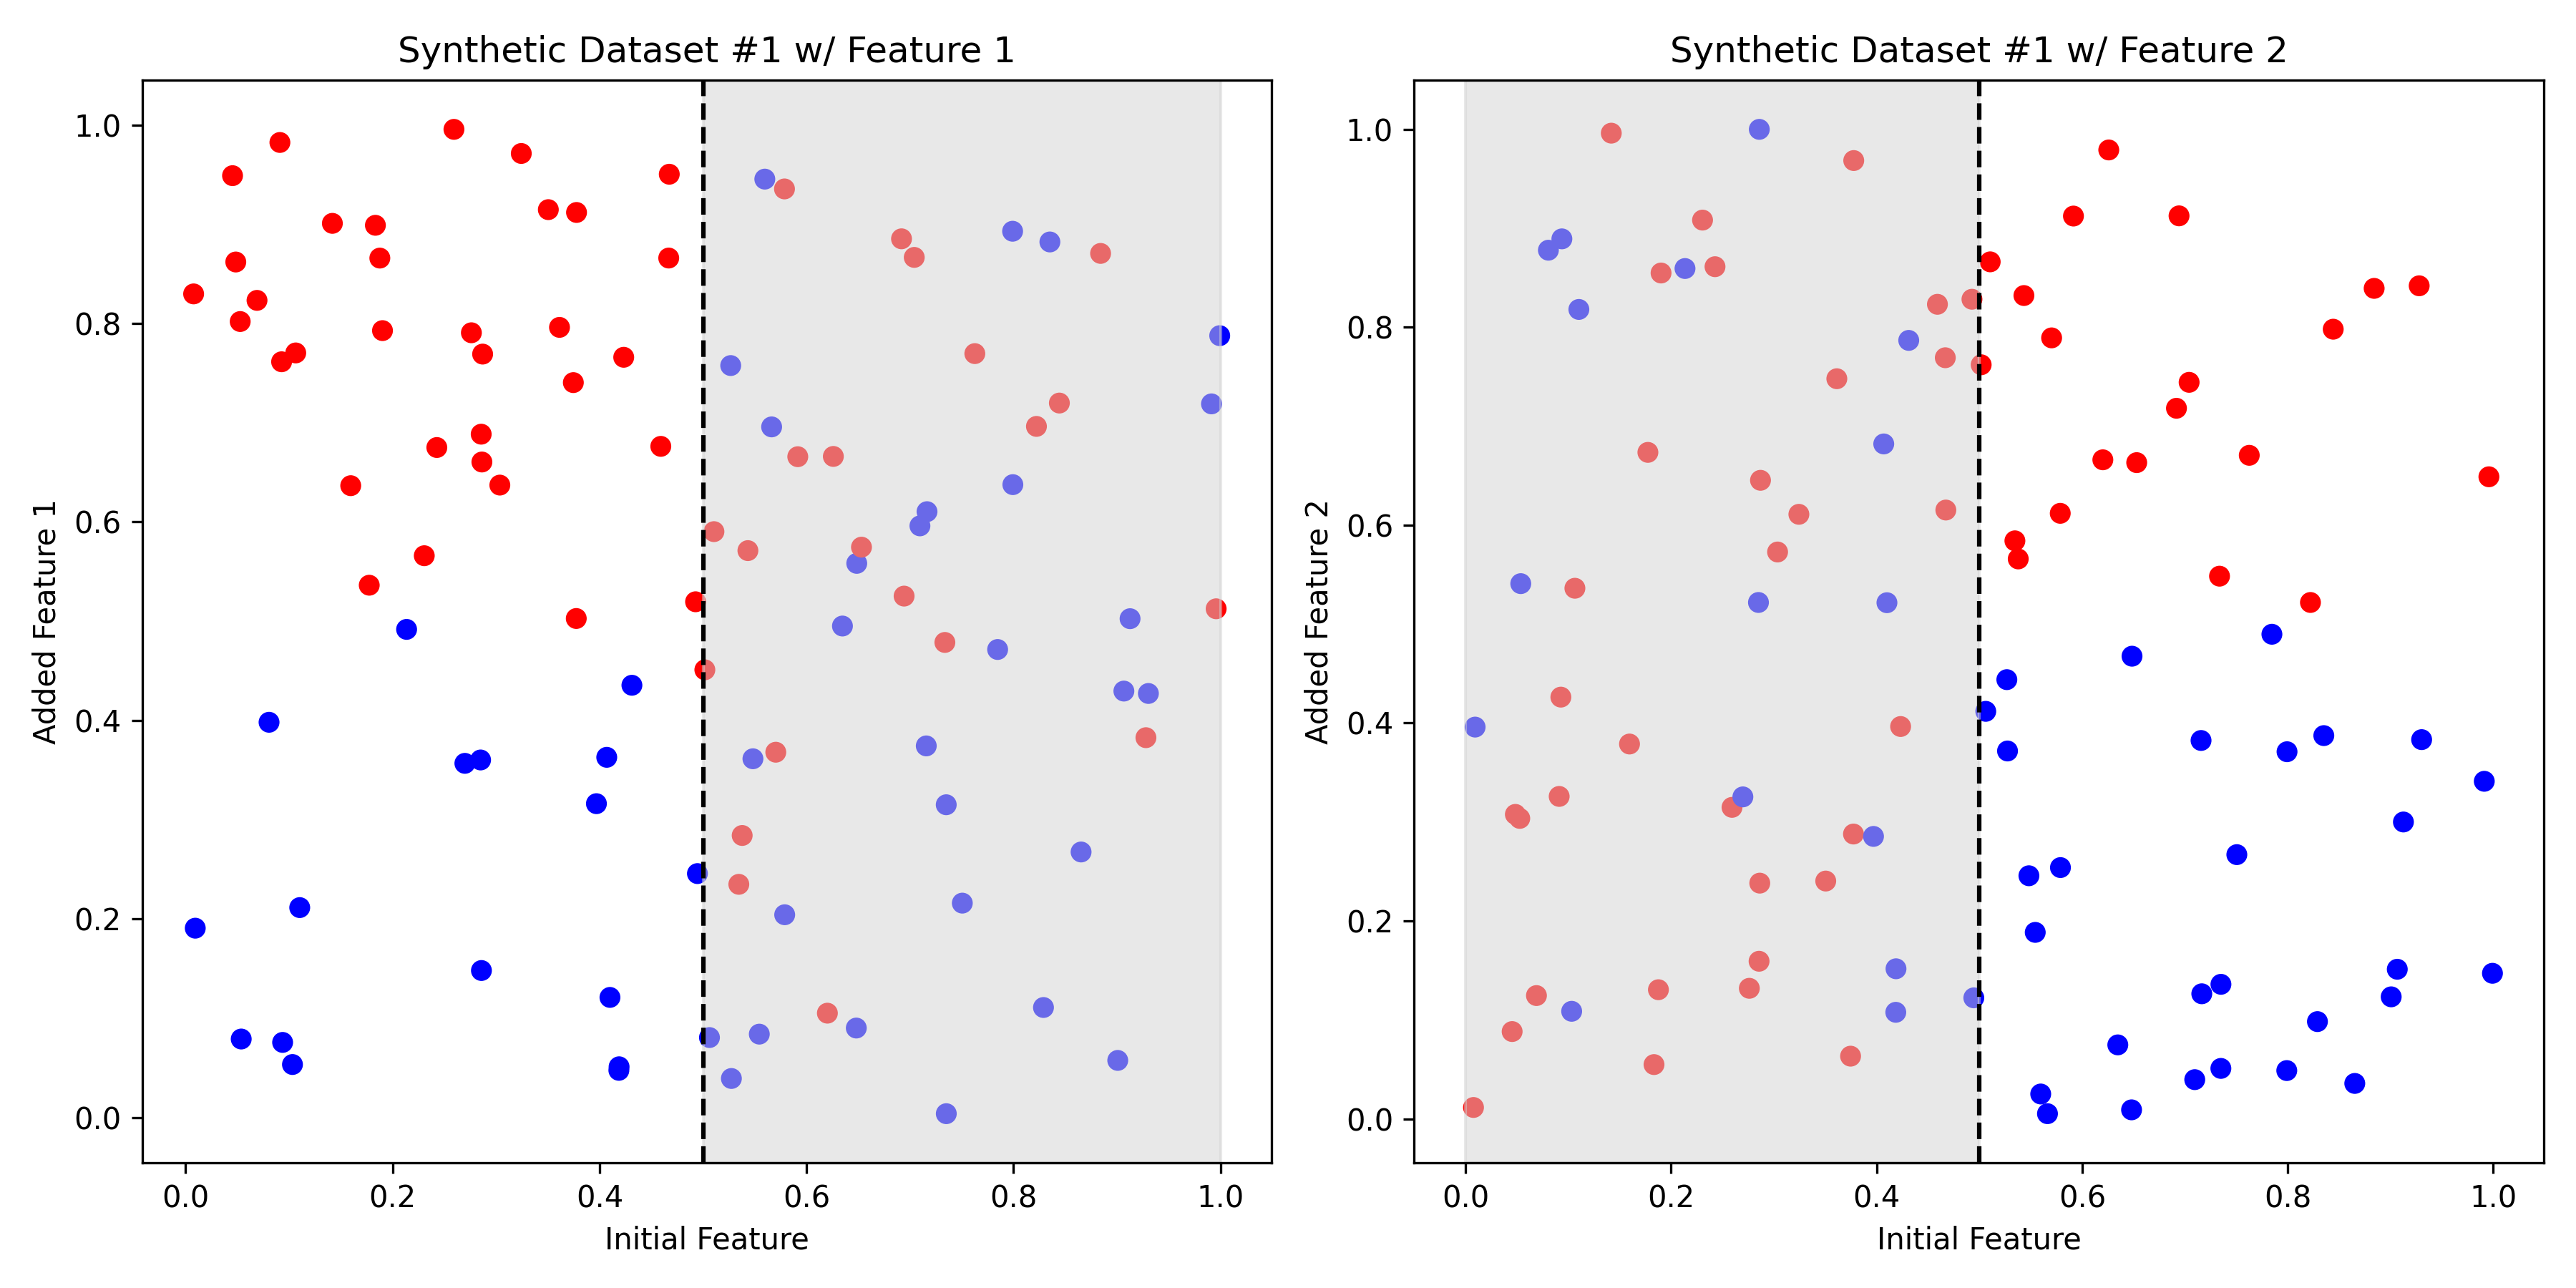 Synthetic Dataset #1 w/ Feature 1
Added Feature 1
1.0
0.8
0.6
0.4
0.2
0.0
0.0 0.2 0.4 0.6 0.8 1.0
Initial Feature
Synthetic Dataset #1 w/ Feature 2
Added Feature 2
1.0
0.8
0.6
0.4
0.2
0.0
0.0 0.2 0.4 0.6 0.8 1.0
Initial Feature